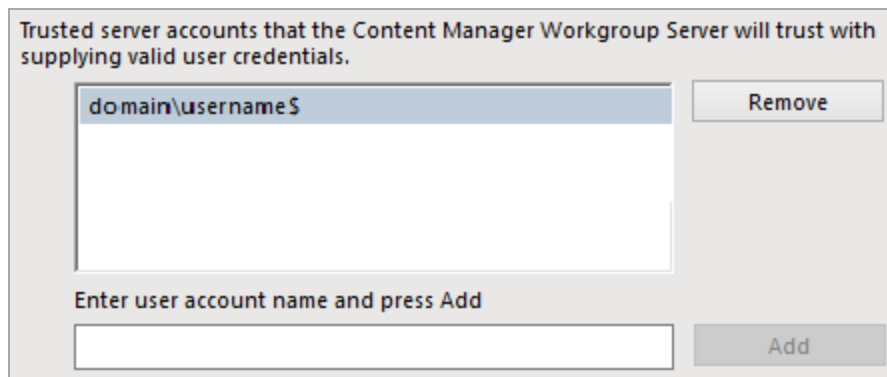 Trusted server accounts that the Content Manager Workgroup Server will trust with
supplying valid user credentials.
domain\username$
Remove
Enter user account name and press Add
Add